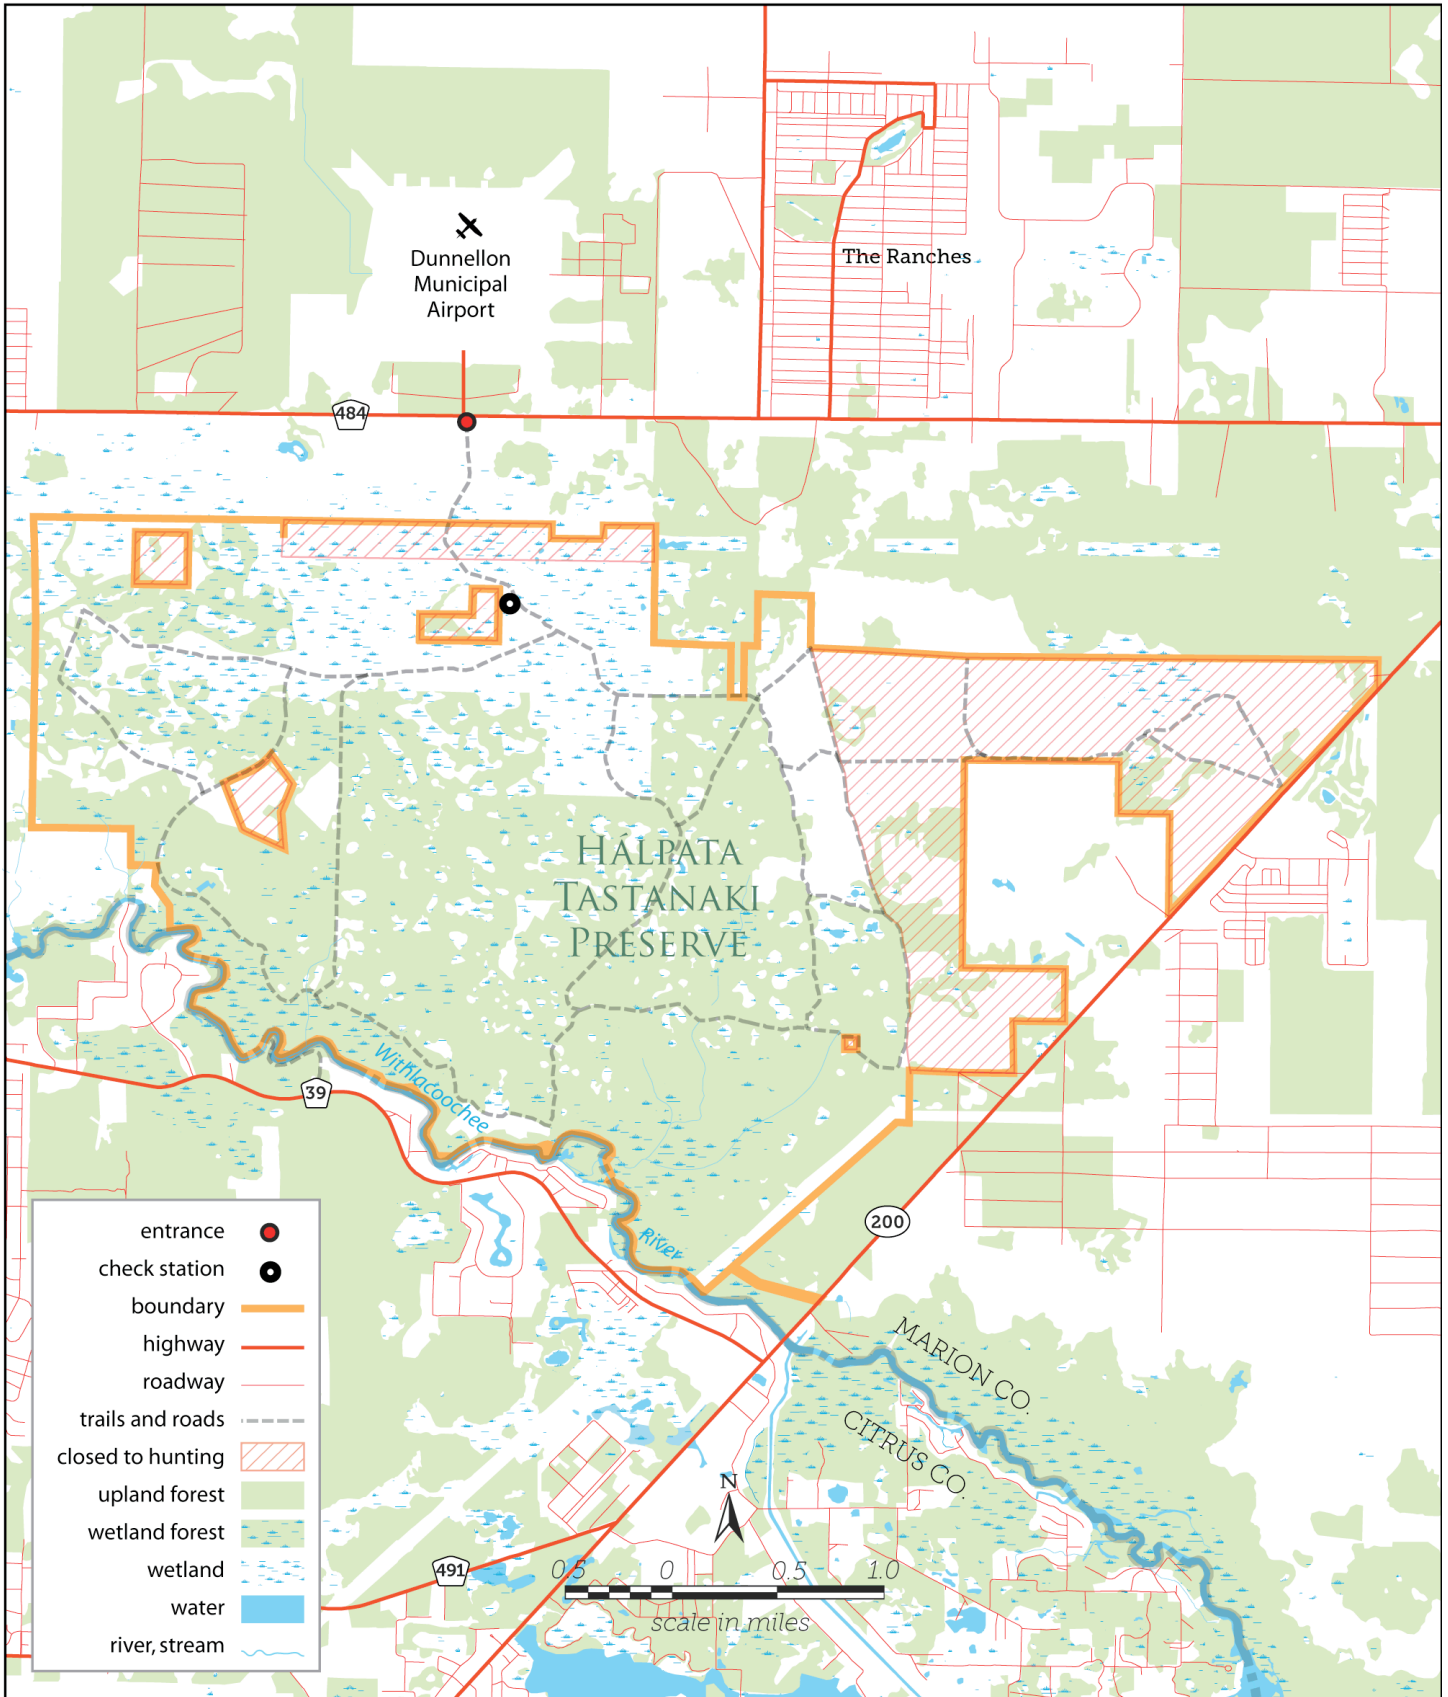 Dunnellon
Municipal
Airport
The Ranches
484
HÁLPATA
TASTANAKI
PRESERVE
Withlacoochee
River
39
200
MARION CO.
CITRUS CO.
491
entrance
check station
boundary
highway
roadway
trails and roads
closed to hunting
upland forest
wetland forest
wetland
water
river, stream
N
0.5 0 0.5 1.0
scale in miles